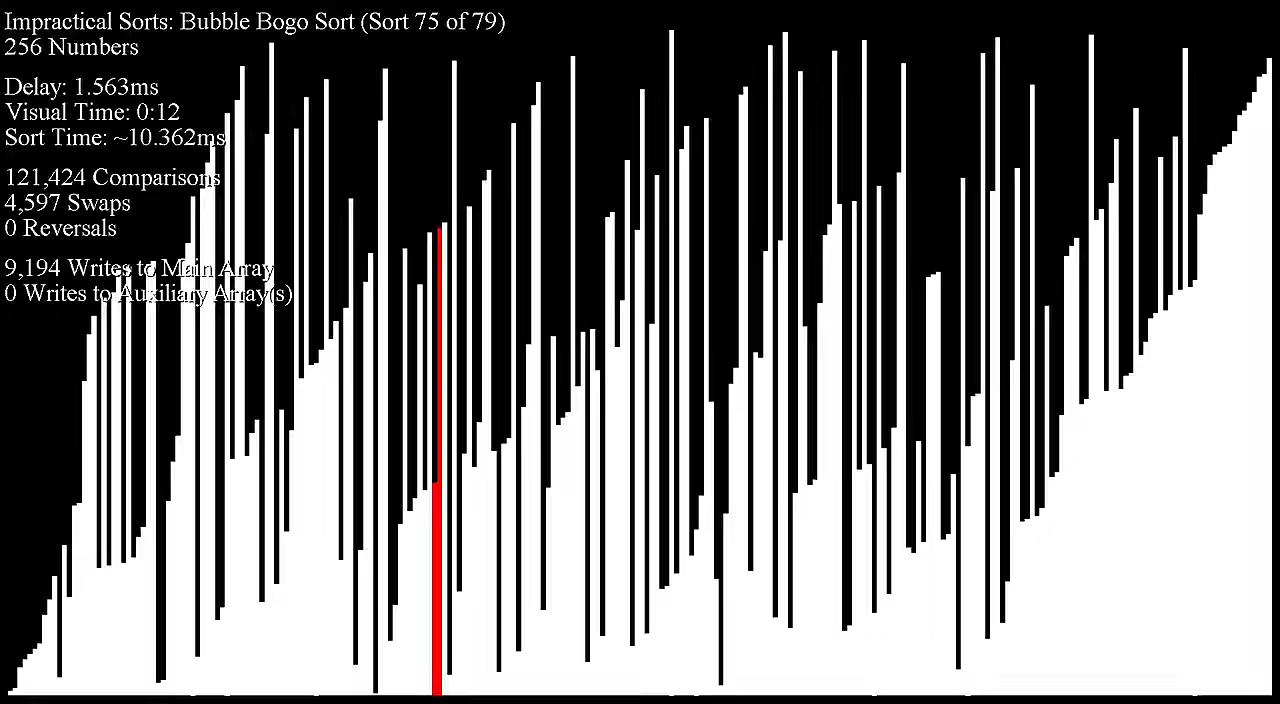 Impractical Sorts: Bubble Bogo Sort (Sort 75 of 79)
256 Numbers
Delay: 1.563ms
Visual Time: 0:12
Sort Time: ~10.362ms
121,424 Comparisons
4,597 Swaps
0 Reversals
9,194 Writes to Main Array
0 Writes to Auxiliary Array(s)